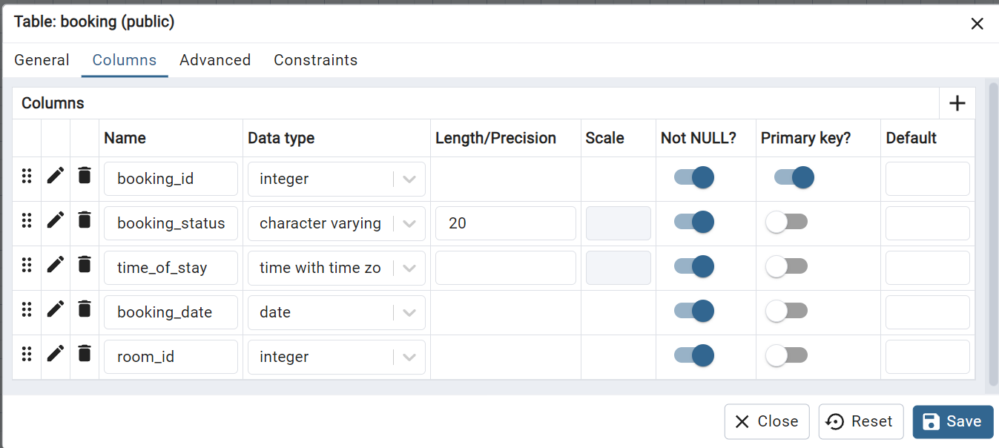 Table: booking (public)
General Columns Advanced Constraints
Columns
Name Data type Length/Precision Scale Not NULL? Primary key? Default
booking_id integer
booking_status character varying 20
time_of_stay time with time zo
booking_date date
room_id integer
Close Reset Save